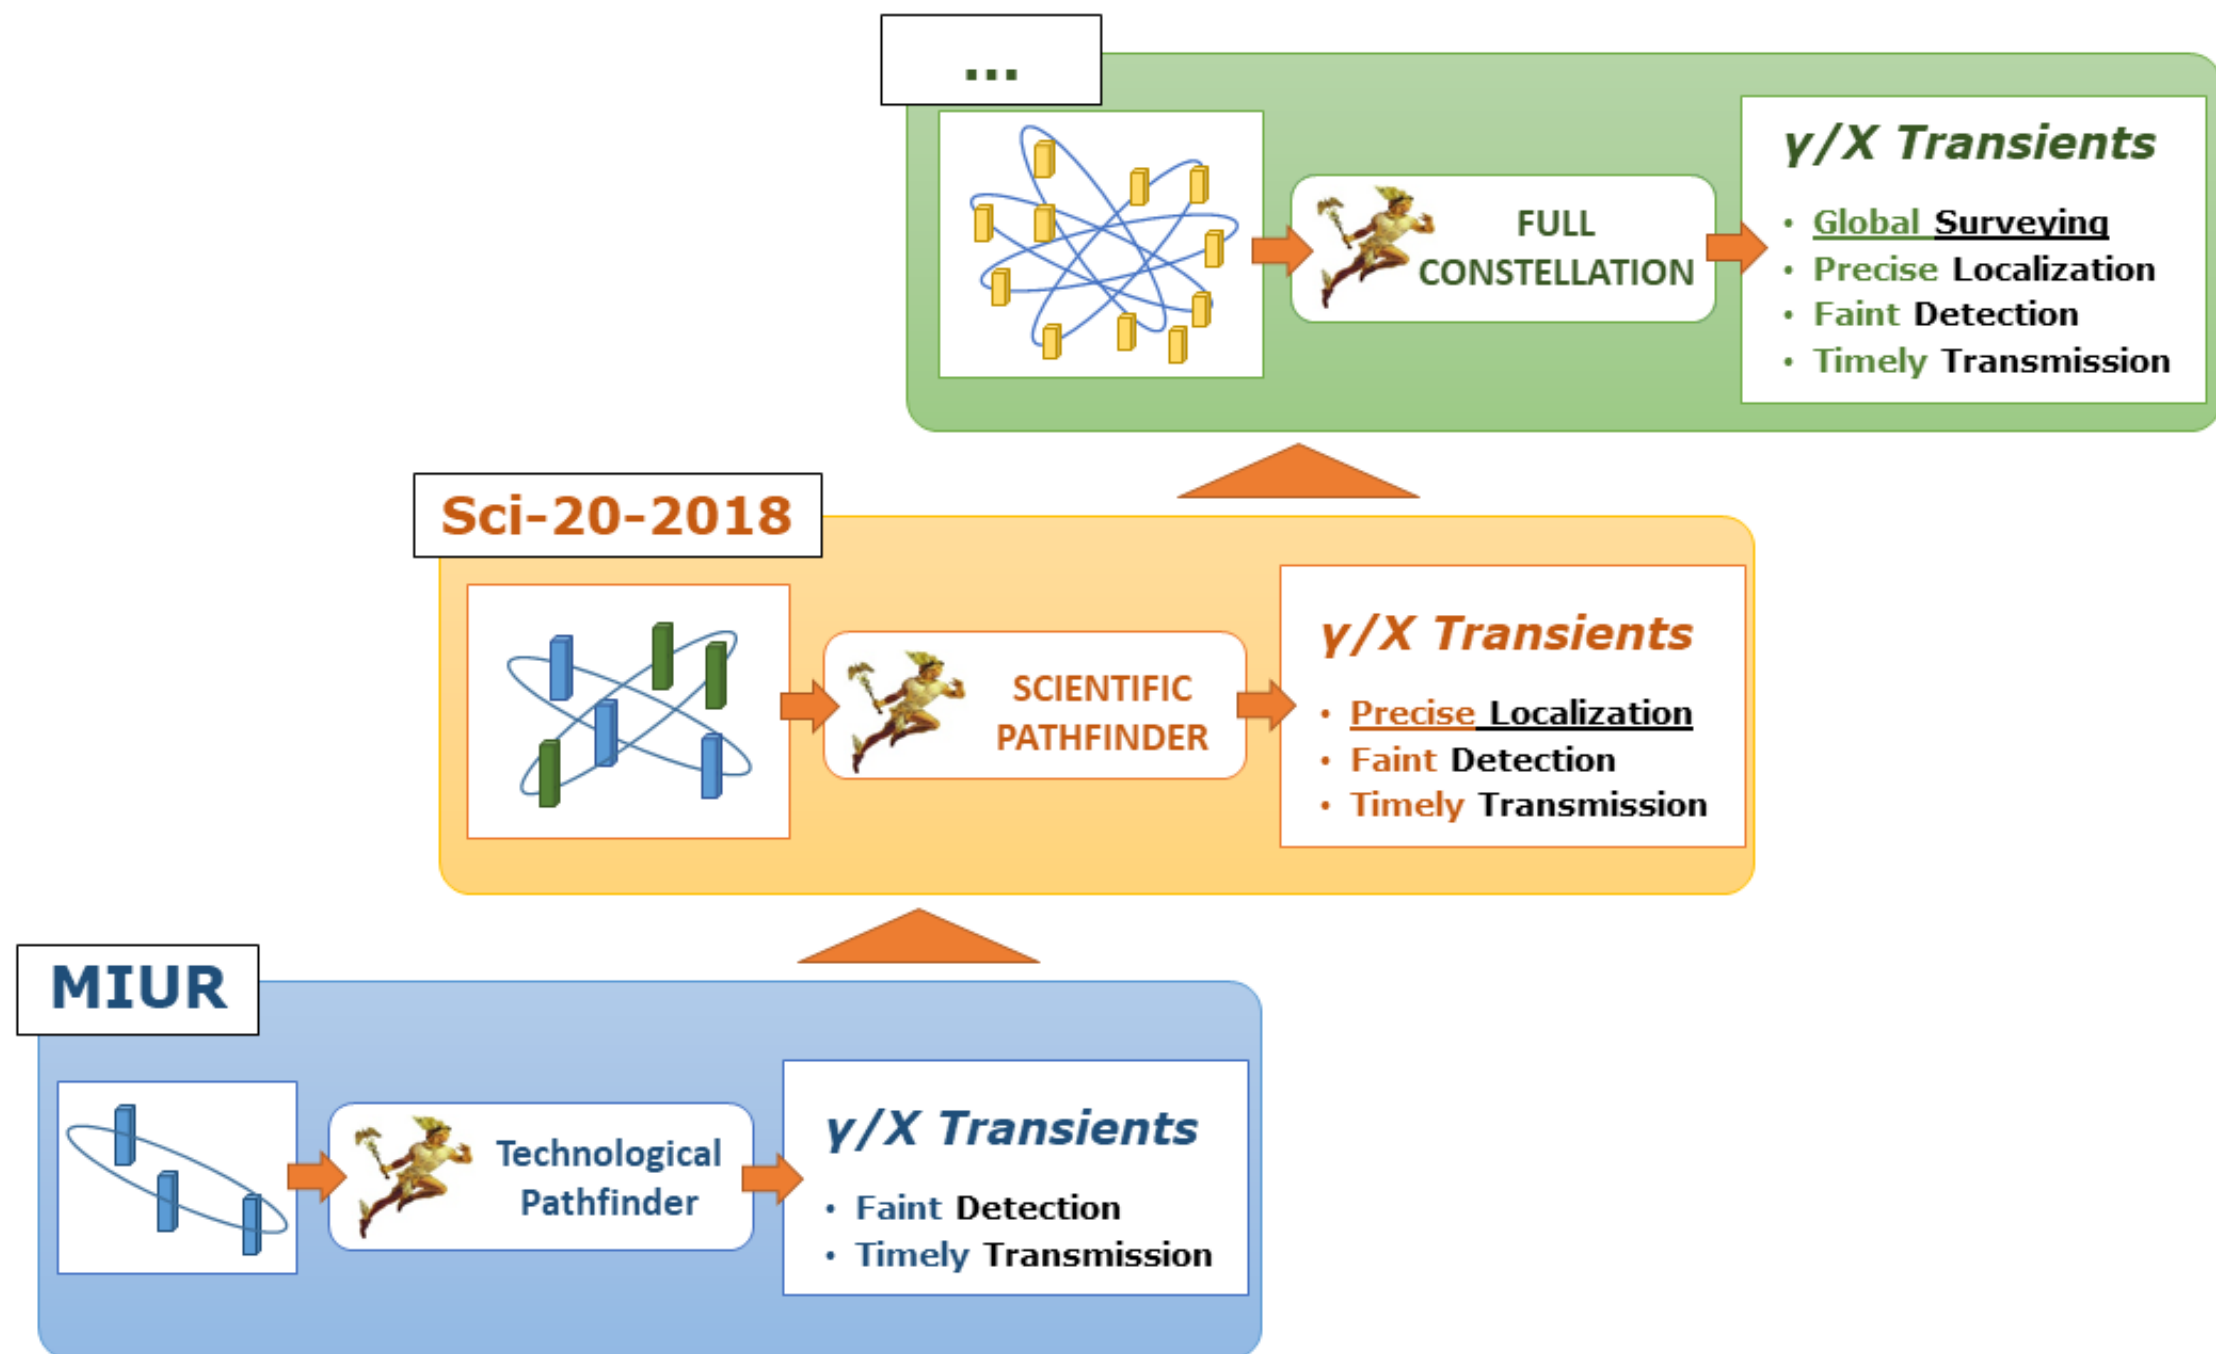 ...
γ/X Transients
FULL
CONSTELLATION
• Global Surveying
• Precise Localization
• Faint Detection
• Timely Transmission
Sci-20-2018
SCIENTIFIC
PATHFINDER
γ/X Transients
• Precise Localization
• Faint Detection
• Timely Transmission
MIUR
Technological
Pathfinder
γ/X Transients
• Faint Detection
• Timely Transmission